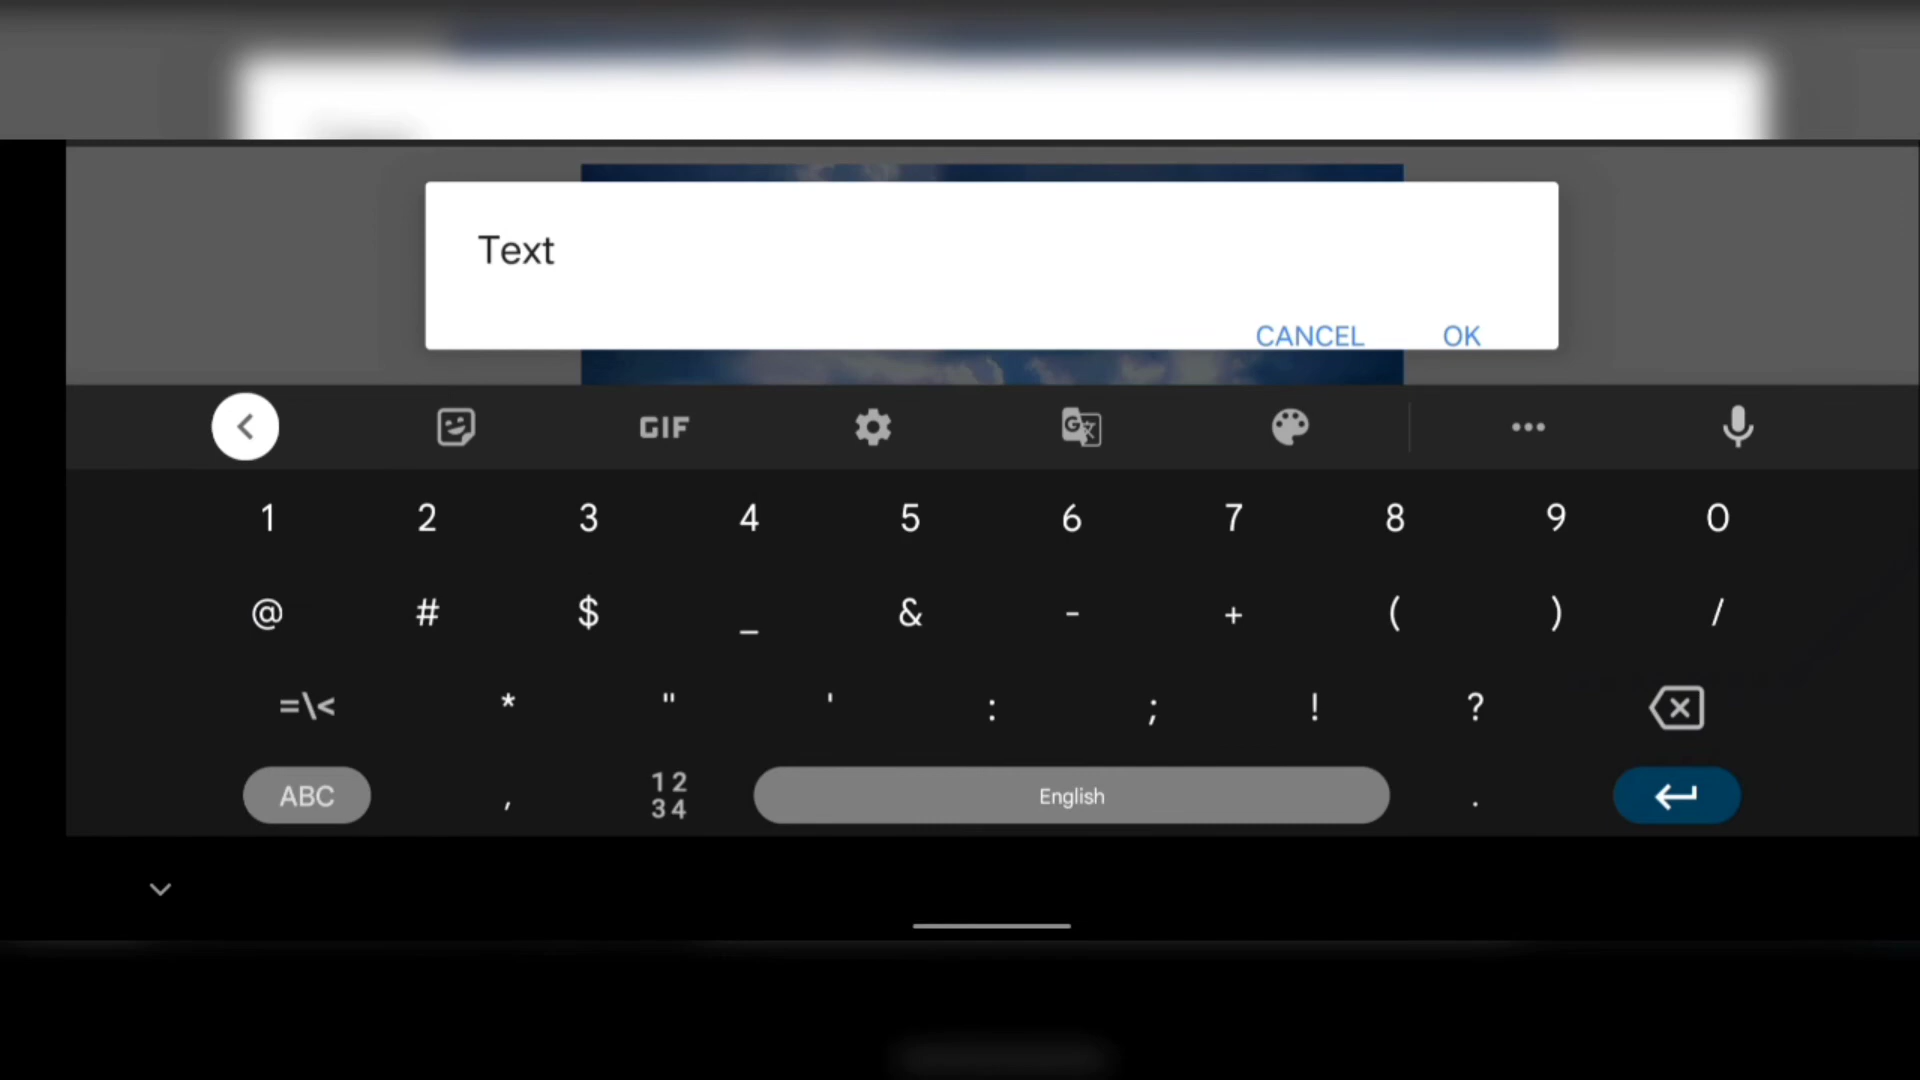 Text
CANCEL OK
GIF
1 2 3 4 5 6 7 8 9 0
@ # $ _ & - + ( ) /
=\< * " ' : ; ! ?
ABC , 12 34 English .